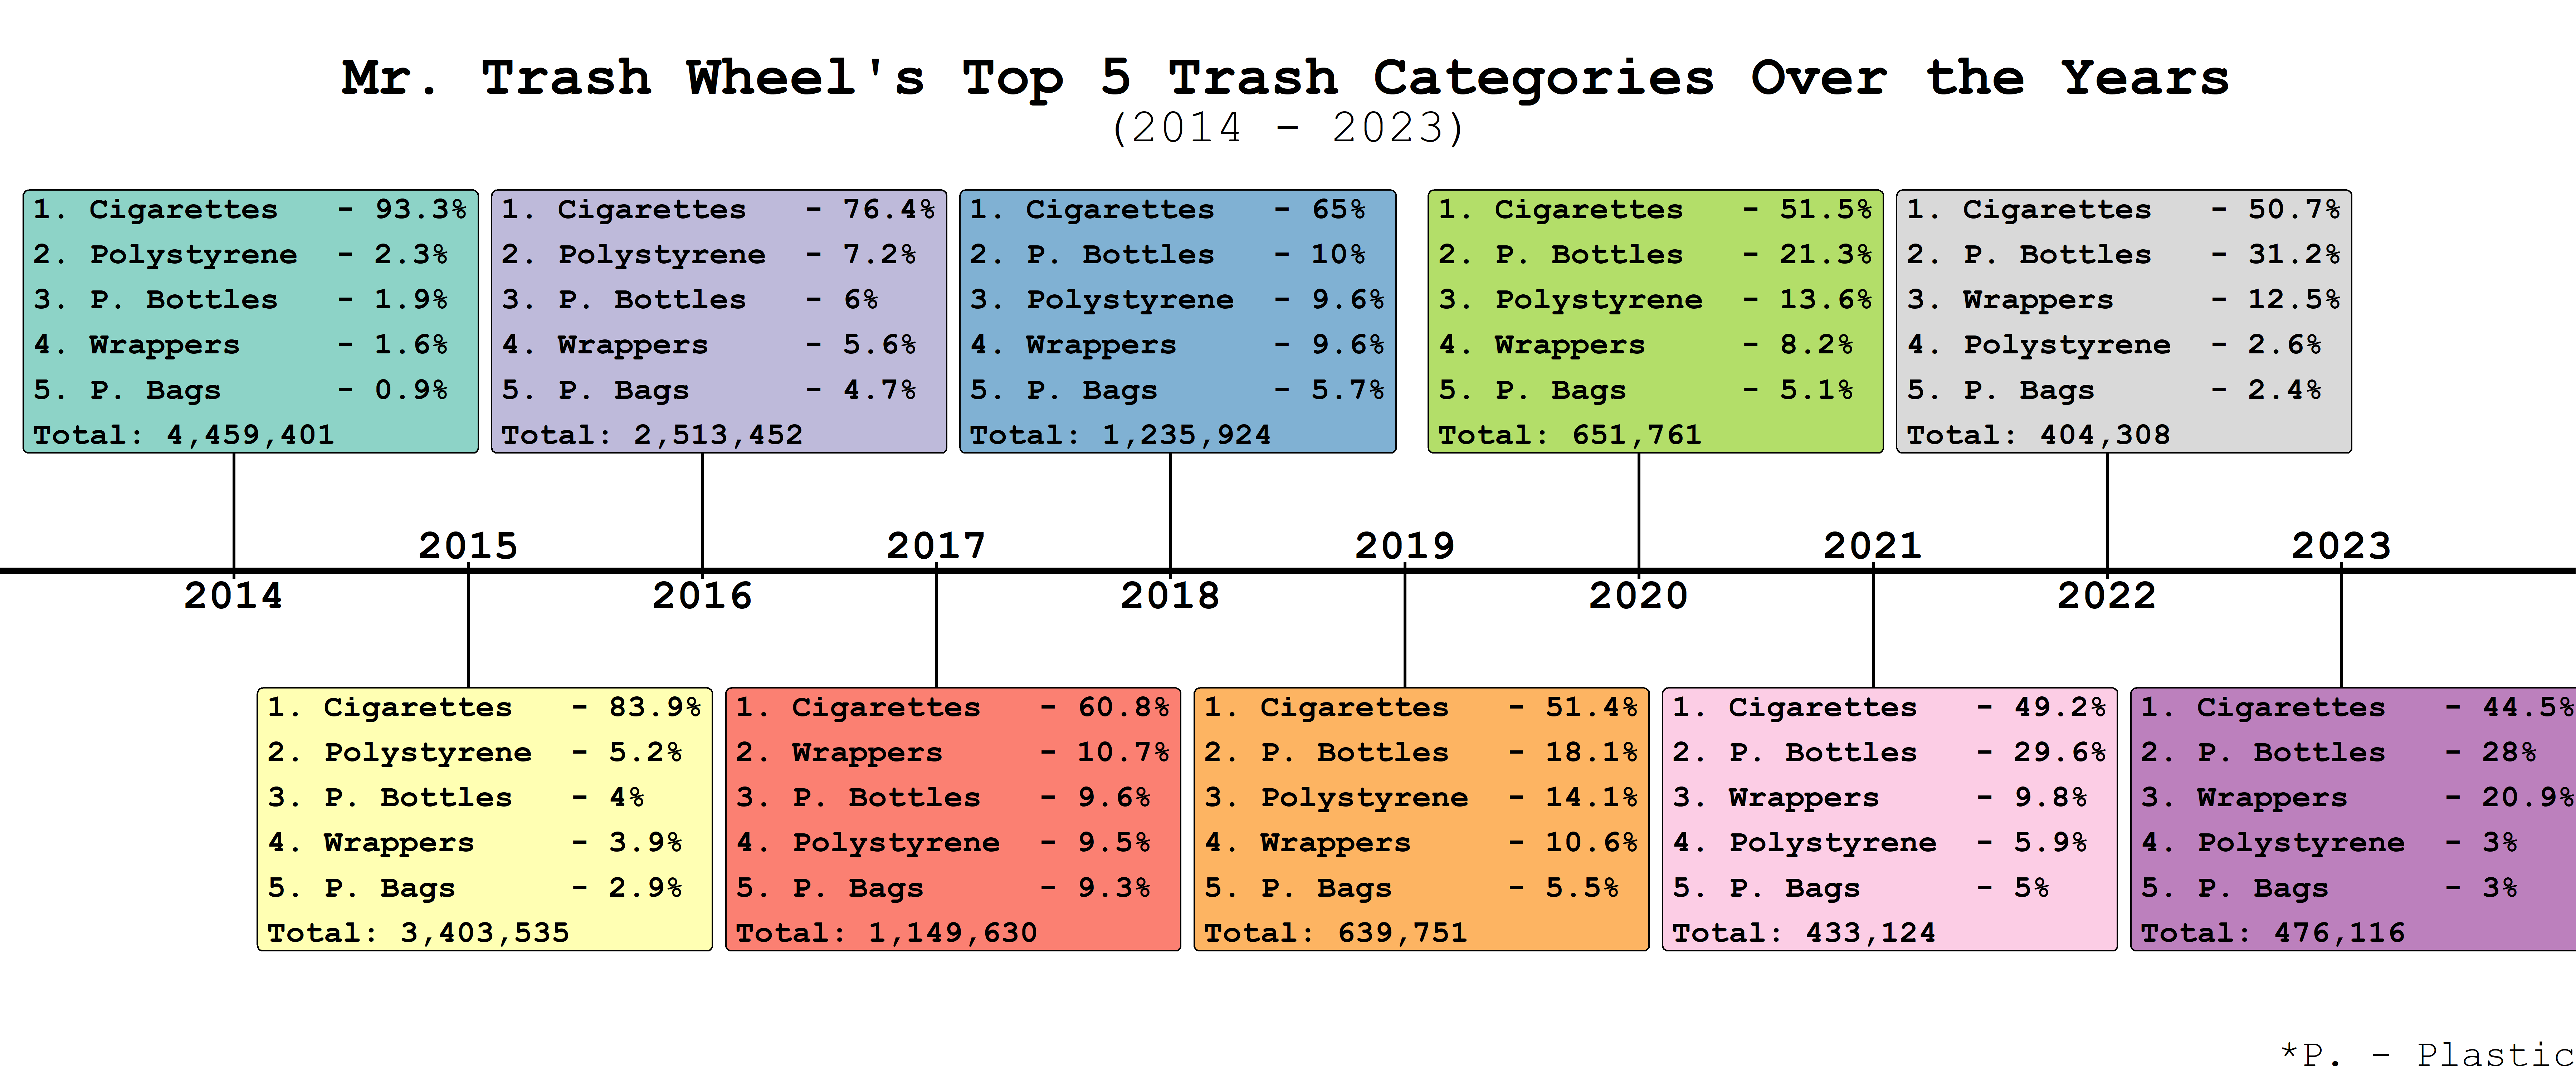 Mr. Trash Wheel's Top 5 Trash Categories Over the Years
(2014 - 2023)
1. Cigarettes - 93.3%
2. Polystyrene - 2.3%
3. P. Bottles - 1.9%
4. Wrappers - 1.6%
5. P. Bags - 0.9%
Total: 4,459,401
1. Cigarettes - 76.4%
2. Polystyrene - 7.2%
3. P. Bottles - 6%
4. Wrappers - 5.6%
5. P. Bags - 4.7%
Total: 2,513,452
1. Cigarettes - 65%
2. P. Bottles - 10%
3. Polystyrene - 9.6%
4. Wrappers - 9.6%
5. P. Bags - 5.7%
Total: 1,235,924
1. Cigarettes - 51.5%
2. P. Bottles - 21.3%
3. Polystyrene - 13.6%
4. Wrappers - 8.2%
5. P. Bags - 5.1%
Total: 651,761
1. Cigarettes - 50.7%
2. P. Bottles - 31.2%
3. Wrappers - 12.5%
4. Polystyrene - 2.6%
5. P. Bags - 2.4%
Total: 404,308
2015 2017 2019 2021 2023
2014 2016 2018 2020 2022
1. Cigarettes - 83.9%
2. Polystyrene - 5.2%
3. P. Bottles - 4%
4. Wrappers - 3.9%
5. P. Bags - 2.9%
Total: 3,403,535
1. Cigarettes - 60.8%
2. Wrappers - 10.7%
3. P. Bottles - 9.6%
4. Polystyrene - 9.5%
5. P. Bags - 9.3%
Total: 1,149,630
1. Cigarettes - 51.4%
2. P. Bottles - 18.1%
3. Polystyrene - 14.1%
4. Wrappers - 10.6%
5. P. Bags - 5.5%
Total: 639,751
1. Cigarettes - 49.2%
2. P. Bottles - 29.6%
3. Wrappers - 9.8%
4. Polystyrene - 5.9%
5. P. Bags - 5%
Total: 433,124
1. Cigarettes - 44.5%
2. P. Bottles - 28%
3. Wrappers - 20.9%
4. Polystyrene - 3%
5. P. Bags - 3%
Total: 476,116
*P. - Plastic